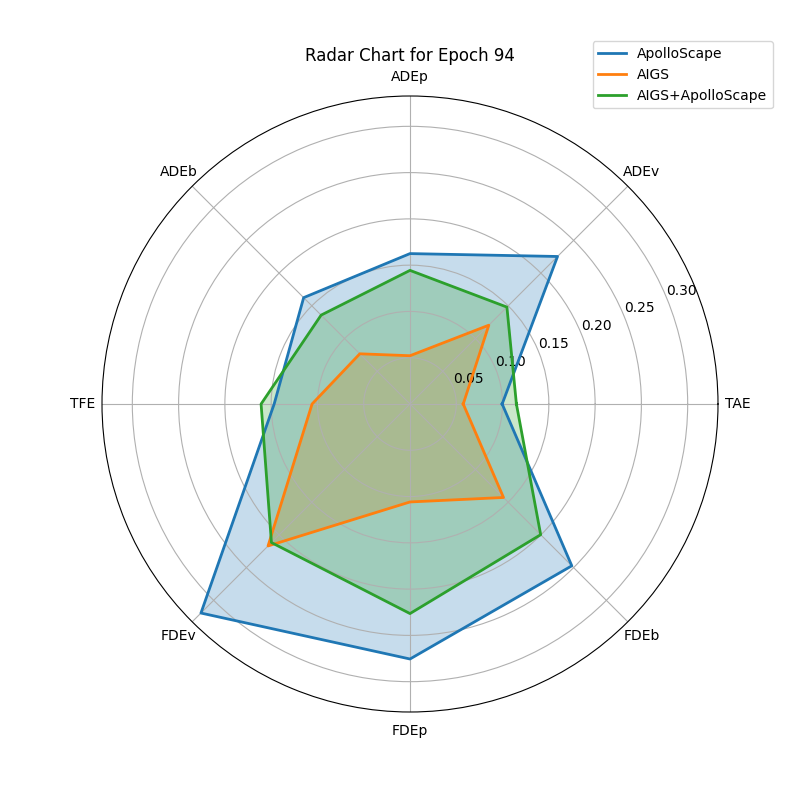 Radar Chart for Epoch 94
ApolloScape
AIGS
AIGS+ApolloScape
ADEp
ADEb
ADEv
0.30
0.25
0.20
0.15
0.10
0.05
TFE
TAE
FDEv
FDEb
FDEp